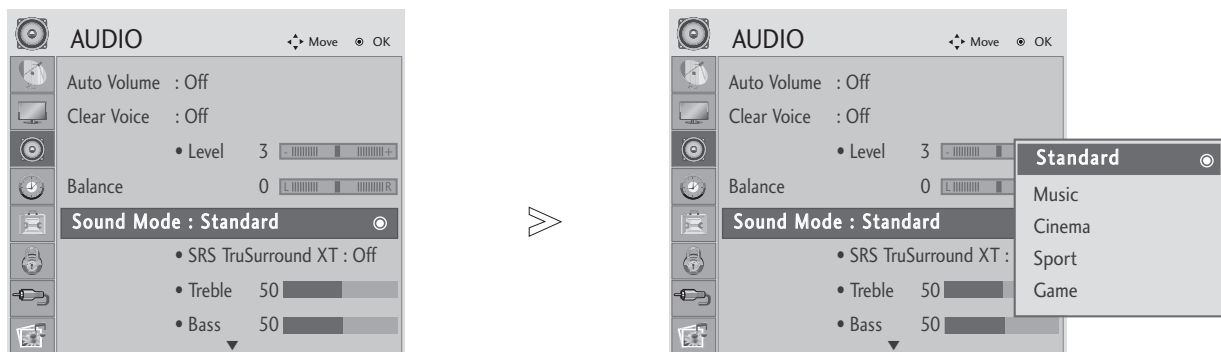 AUDIO Move OK
Auto Volume : Off
Clear Voice : Off
• Level 3 - +
Balance 0 L R
Sound Mode : Standard
• SRS TruSurround XT : Off
• Treble 50
• Bass 50
AUDIO Move OK
Auto Volume : Off
Clear Voice : Off
• Level 3 -
Balance 0 L
Sound Mode : Standard
• SRS TruSurround XT :
• Treble 50
• Bass 50
Standard
Music
Cinema
Sport
Game